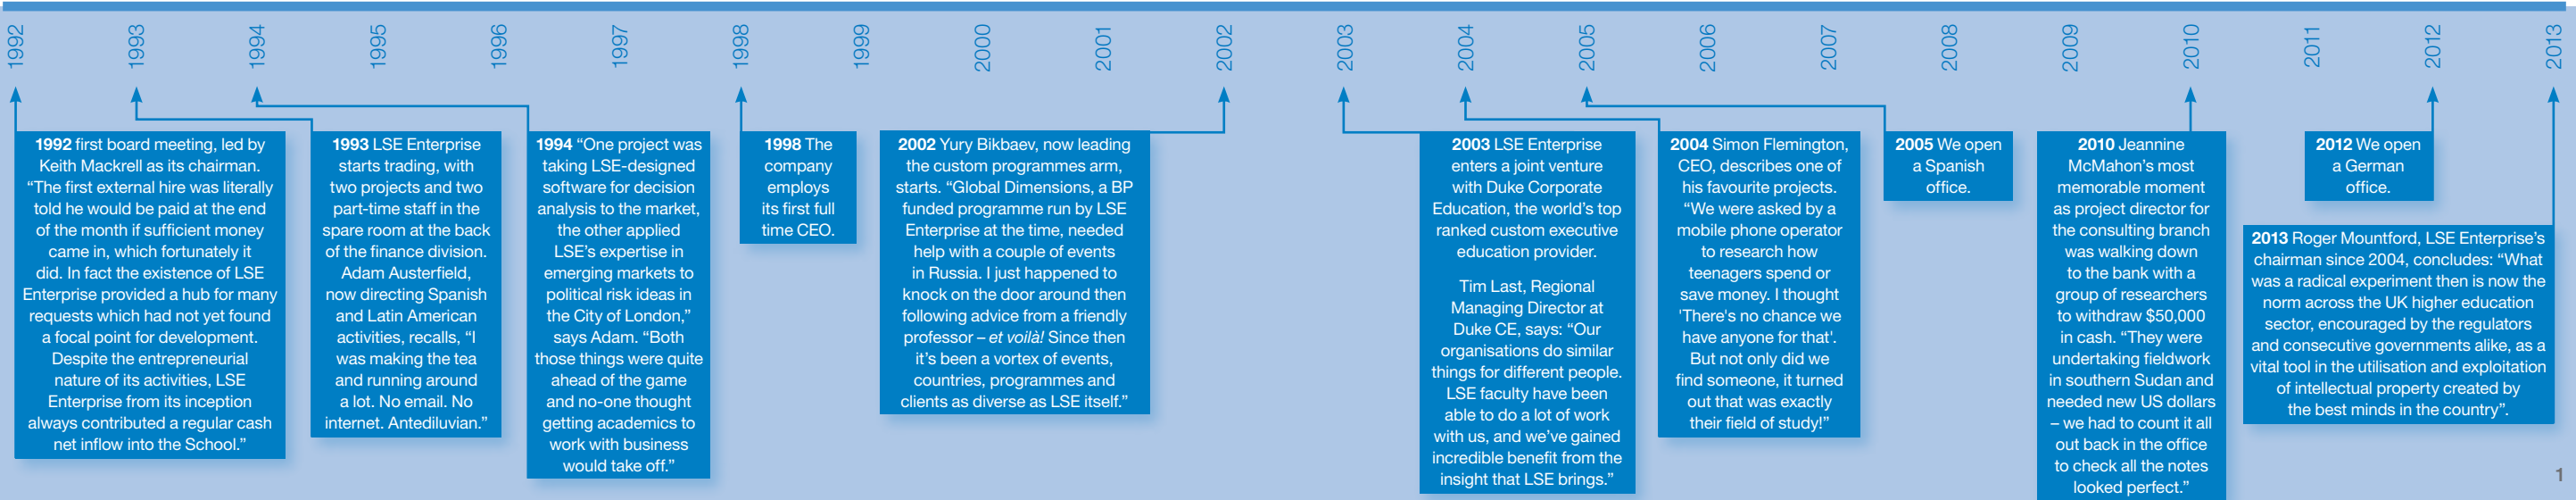 1992
1993
1994
1995
1996
1997
1998
1999
2000
2001
2002
2003
2004
2005
2006
2007
2008
2009
2010
2011
2012
2013
1992 first board meeting, led by
Keith Mackrell as its chairman.
“The first external hire was literally
told he would be paid at the end
of the month if sufficient money
came in, which fortunately it
did. In fact the existence of LSE
Enterprise provided a hub for many
requests which had not yet found
a focal point for development.
Despite the entrepreneurial
nature of its activities, LSE
Enterprise from its inception
always contributed a regular cash
net inflow into the School.”
1993 LSE Enterprise
starts trading, with
two projects and two
part-time staff in the
spare room at the back
of the finance division.
Adam Austerfield,
now directing Spanish
and Latin American
activities, recalls, “I
was making the tea
and running around
a lot. No email. No
internet. Antediluvian.”
1994 “One project was
taking LSE-designed
software for decision
analysis to the market,
the other applied
LSE’s expertise in
emerging markets to
political risk ideas in
the City of London,”
says Adam. “Both
those things were quite
ahead of the game
and no-one thought
getting academics to
work with business
would take off.”
1998 The
company
employs
its first full
time CEO.
2002 Yury Bikbaev, now leading
the custom programmes arm,
starts. “Global Dimensions, a BP
funded programme run by LSE
Enterprise at the time, needed
help with a couple of events
in Russia. I just happened to
knock on the door around then
following advice from a friendly
professor – et voilà! Since then
it’s been a vortex of events,
countries, programmes and
clients as diverse as LSE itself.”
2003 LSE Enterprise
enters a joint venture
with Duke Corporate
Education, the world’s top
ranked custom executive
education provider.
Tim Last, Regional
Managing Director at
Duke CE, says: “Our
organisations do similar
things for different people.
LSE faculty have been
able to do a lot of work
with us, and we’ve gained
incredible benefit from the
insight that LSE brings.”
2004 Simon Flemington,
CEO, describes one of
his favourite projects.
“We were asked by a
mobile phone operator
to research how
teenagers spend or
save money. I thought
'There's no chance we
have anyone for that'.
But not only did we
find someone, it turned
out that was exactly
their field of study!”
2005 We open
a Spanish
office.
2010 Jeannine
McMahon’s most
memorable moment
as project director for
the consulting branch
was walking down
to the bank with a
group of researchers
to withdraw $50,000
in cash. “They were
undertaking fieldwork
in southern Sudan and
needed new US dollars
– we had to count it all
out back in the office
to check all the notes
looked perfect.”
2012 We open
a German
office.
2013 Roger Mountford, LSE Enterprise’s
chairman since 2004, concludes: “What
was a radical experiment then is now the
norm across the UK higher education
sector, encouraged by the regulators
and consecutive governments alike, as a
vital tool in the utilisation and exploitation
of intellectual property created by
the best minds in the country”.
1